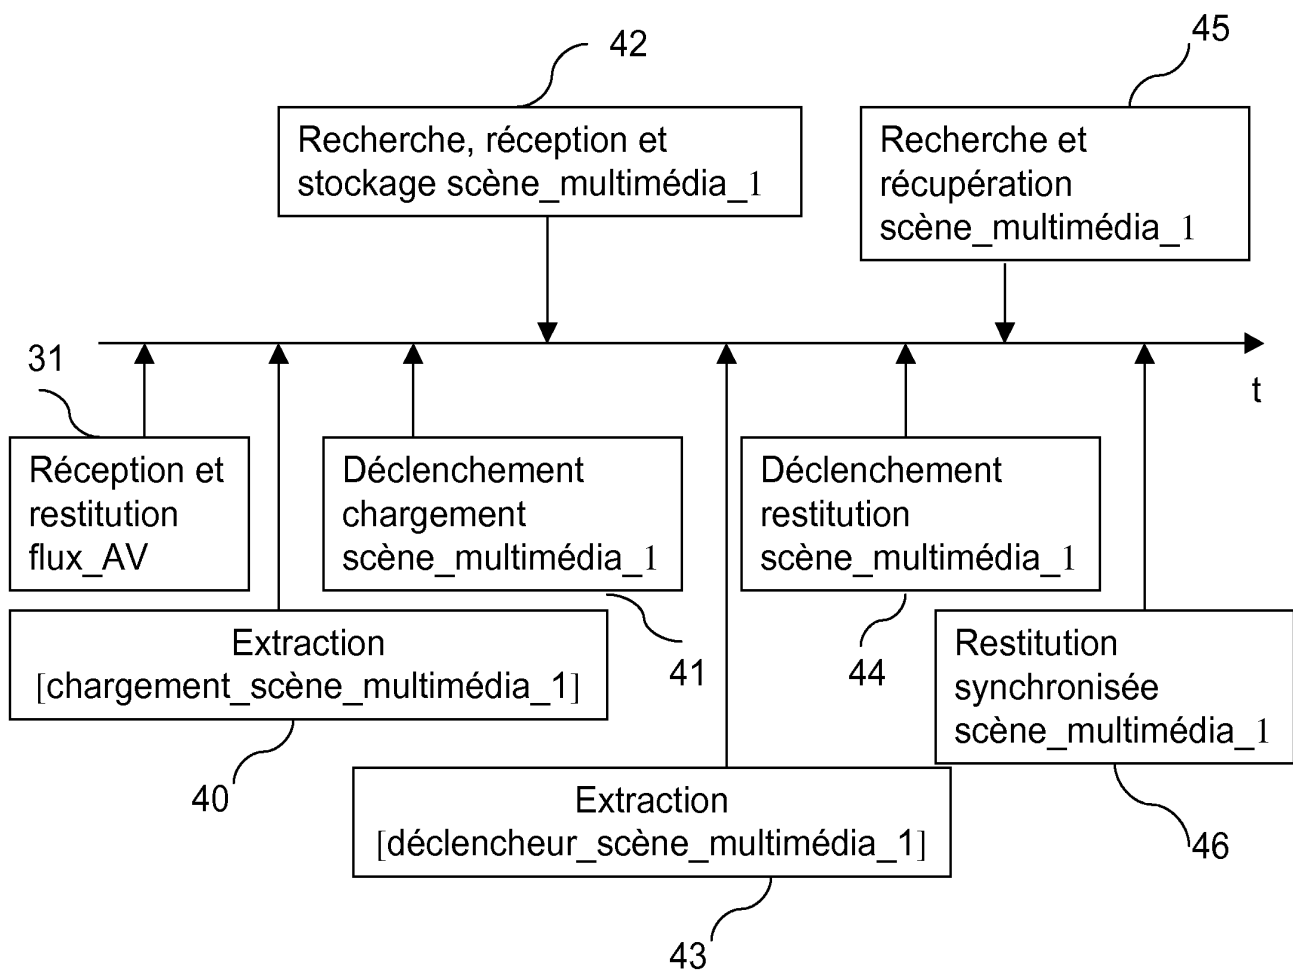 45
42
Recherche, réception et
stockage scène_multimédia_1
Recherche et
récupération
scène_multimédia_1
31
t
Réception et
restitution
flux_AV
Déclenchement
chargement
scène_multimédia_1
Déclenchement
restitution
scène_multimédia_1
Extraction
[chargement_scène_multimédia_1]
41
44
Restitution
synchronisée
scène_multimédia_1
40
Extraction
[déclencheur_scène_multimédia_1]
46
43